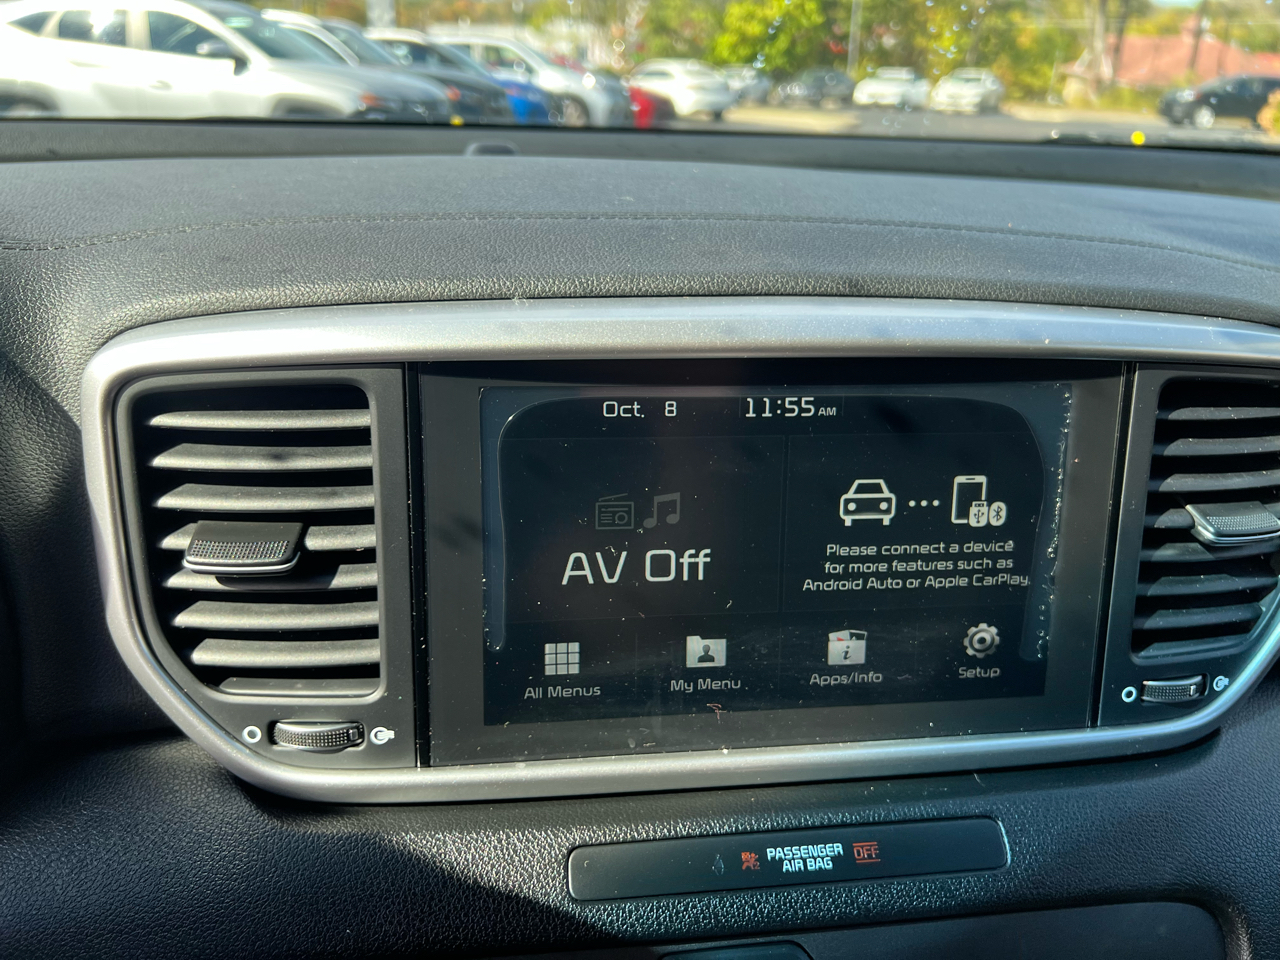 Oct. 8 11:55 AM
AV Off
Please connect a device
for more features such as
Android Auto or Apple CarPlay.
All Menus
My Menu
Apps/Info
Setup
PASSENGER
AIR BAG
OFF